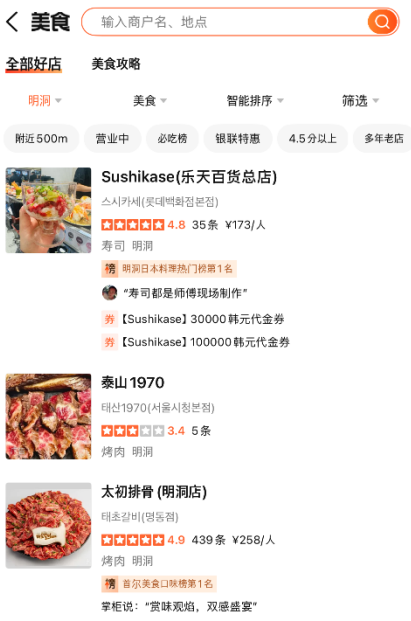 美食
输入商户名、地点
全部好店 美食攻略
明洞 美食 智能排序 筛选
附近500m 营业中 必吃榜 银联特惠 4.5分以上 多年老店
Sushikase(乐天百货总店)
스시카세(롯데백화점본점)
4.8 35条 ¥173/人
寿司 明洞
榜 明洞日本料理热门榜第1名
“寿司都是师傅现场制作”
券 【Sushikase】30000韩元代金券
券 【Sushikase】100000韩元代金券
泰山1970
태산1970(서울시청본점)
3.4 5条
烤肉 明洞
太初排骨(明洞店)
태초갈비(명동점)
4.9 439条 ¥258/人
烤肉 明洞
榜 首尔美食口味榜第1名
掌柜说：“赏味观焰，双感盛宴”